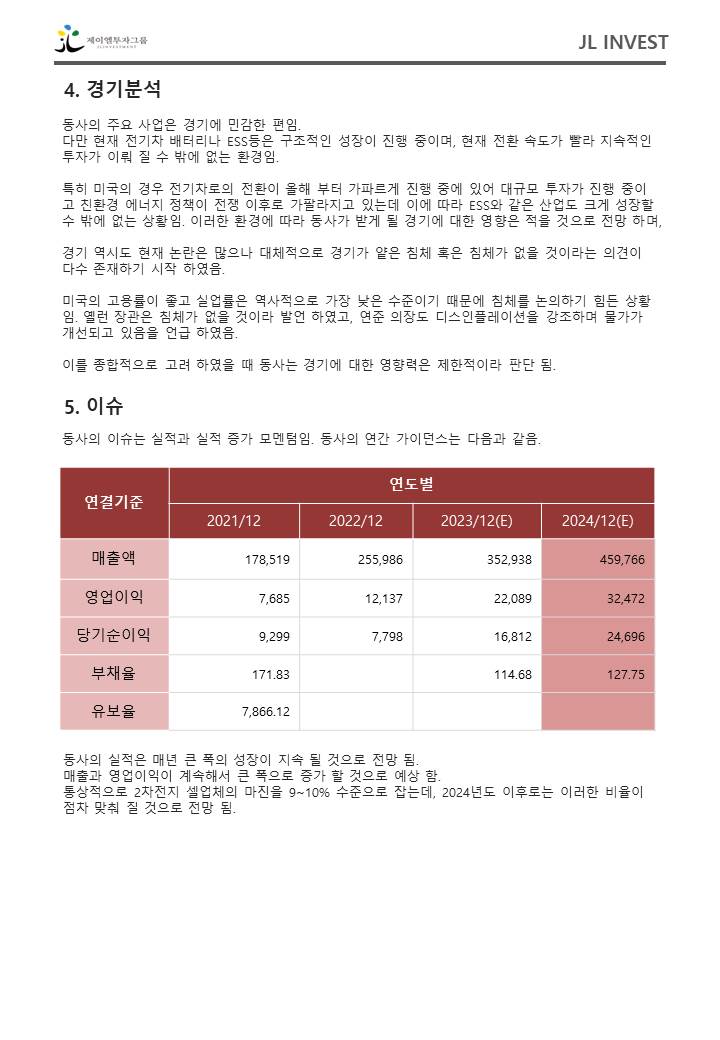 제이엘투자그룹
JL INVESTMENT
JL INVEST
4. 경기분석
동사의 주요 사업은 경기에 민감한 편임.
다만 현재 전기차 배터리나 ESS등은 구조적인 성장이 진행 중이며, 현재 전환 속도가 빨라 지속적인
투자가 이뤄 질 수 밖에 없는 환경임.
특히 미국의 경우 전기차로의 전환이 올해 부터 가파르게 진행 중에 있어 대규모 투자가 진행 중이
고 친환경 에너지 정책이 전쟁 이후로 가팔라지고 있는데 이에 따라 ESS와 같은 산업도 크게 성장할
수 밖에 없는 상황임. 이러한 환경에 따라 동사가 받게 될 경기에 대한 영향은 적을 것으로 전망 하며,
경기 역시도 현재 논란은 많으나 대체적으로 경기가 얕은 침체 혹은 침체가 없을 것이라는 의견이
다수 존재하기 시작 하였음.
미국의 고용률이 좋고 실업률은 역사적으로 가장 낮은 수준이기 때문에 침체를 논의하기 힘든 상황
임. 옐런 장관은 침체가 없을 것이라 발언 하였고, 연준 의장도 디스인플레이션을 강조하며 물가가
개선되고 있음을 언급 하였음.
이를 종합적으로 고려 하였을 때 동사는 경기에 대한 영향력은 제한적이라 판단 됨.
5. 이슈
동사의 이슈는 실적과 실적 증가 모멘텀임. 동사의 연간 가이던스는 다음과 같음.
연결기준 연도별
2021/12 2022/12 2023/12(E) 2024/12(E)
매출액 178,519 255,986 352,938 459,766
영업이익 7,685 12,137 22,089 32,472
당기순이익 9,299 7,798 16,812 24,696
부채율 171.83 114.68 127.75
유보율 7,866.12
동사의 실적은 매년 큰 폭의 성장이 지속 될 것으로 전망 됨.
매출과 영업이익이 계속해서 큰 폭으로 증가 할 것으로 예상 함.
통상적으로 2차전지 셀업체의 마진을 9~10% 수준으로 잡는데, 2024년도 이후로는 이러한 비율이
점차 맞춰 질 것으로 전망 됨.